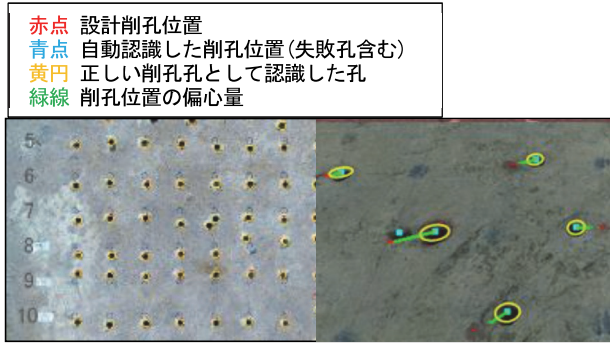 赤点 設計削孔位置
青点 自動認識した削孔位置(失敗孔含む)
黄円 正しい削孔孔として認識した孔
緑線 削孔位置の偏心量
5
6
7
8
9
10